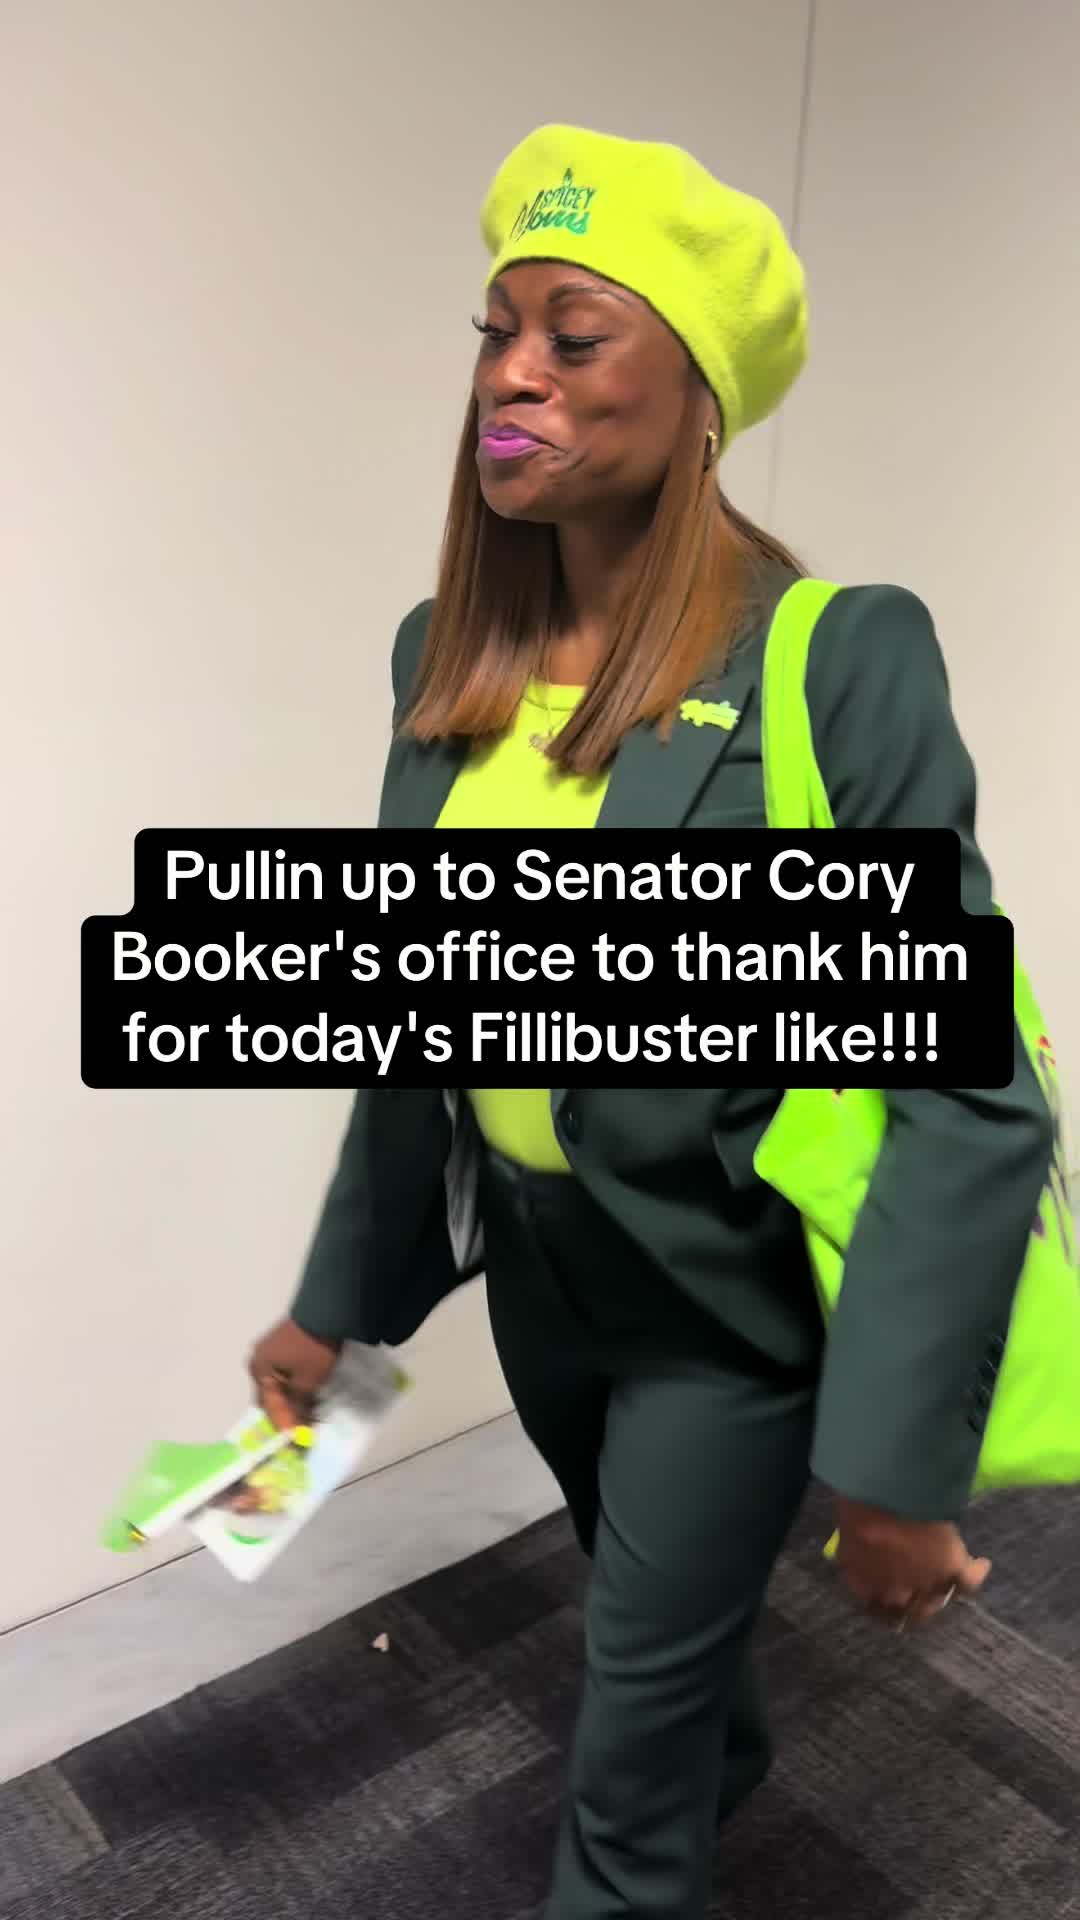 SPICEY
Moms
Pullin up to Senator Cory
Booker's office to thank him
for today's Fillibuster like!!!